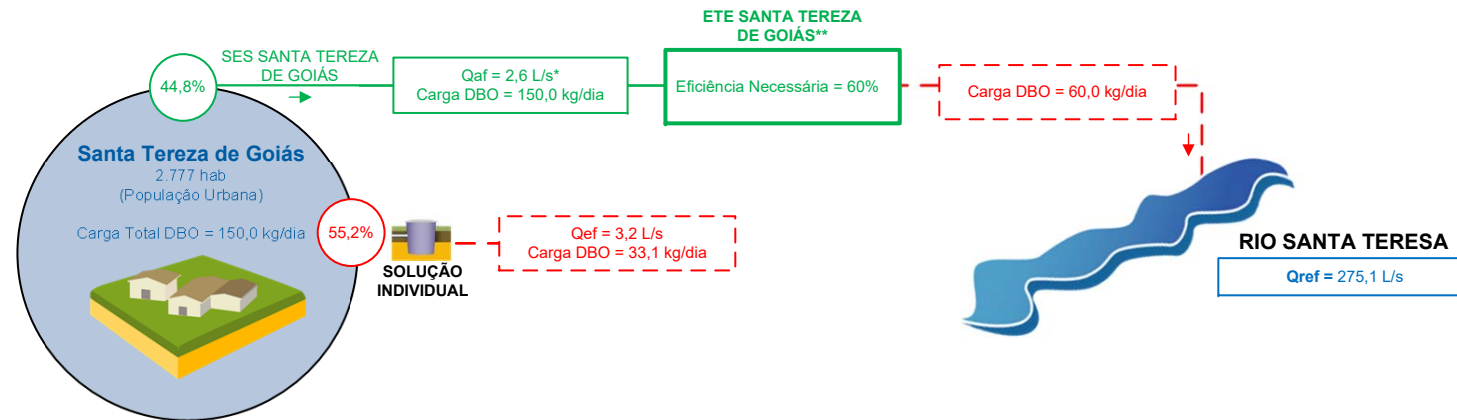 ETE SANTA TEREZA
DE GOIÁS**
SES SANTA TEREZA
DE GOIÁS
44,8%
Qaf = 2,6 L/s*
Carga DBO = 150,0 kg/dia
Eficiência Necessária = 60%
Carga DBO = 60,0 kg/dia
Santa Tereza de Goiás
2.777 hab
(População Urbana)
Carga Total DBO = 150,0 kg/dia
55,2%
SOLUÇÃO
INDIVIDUAL
Qef = 3,2 L/s
Carga DBO = 33,1 kg/dia
RIO SANTA TERESA
Qref = 275,1 L/s